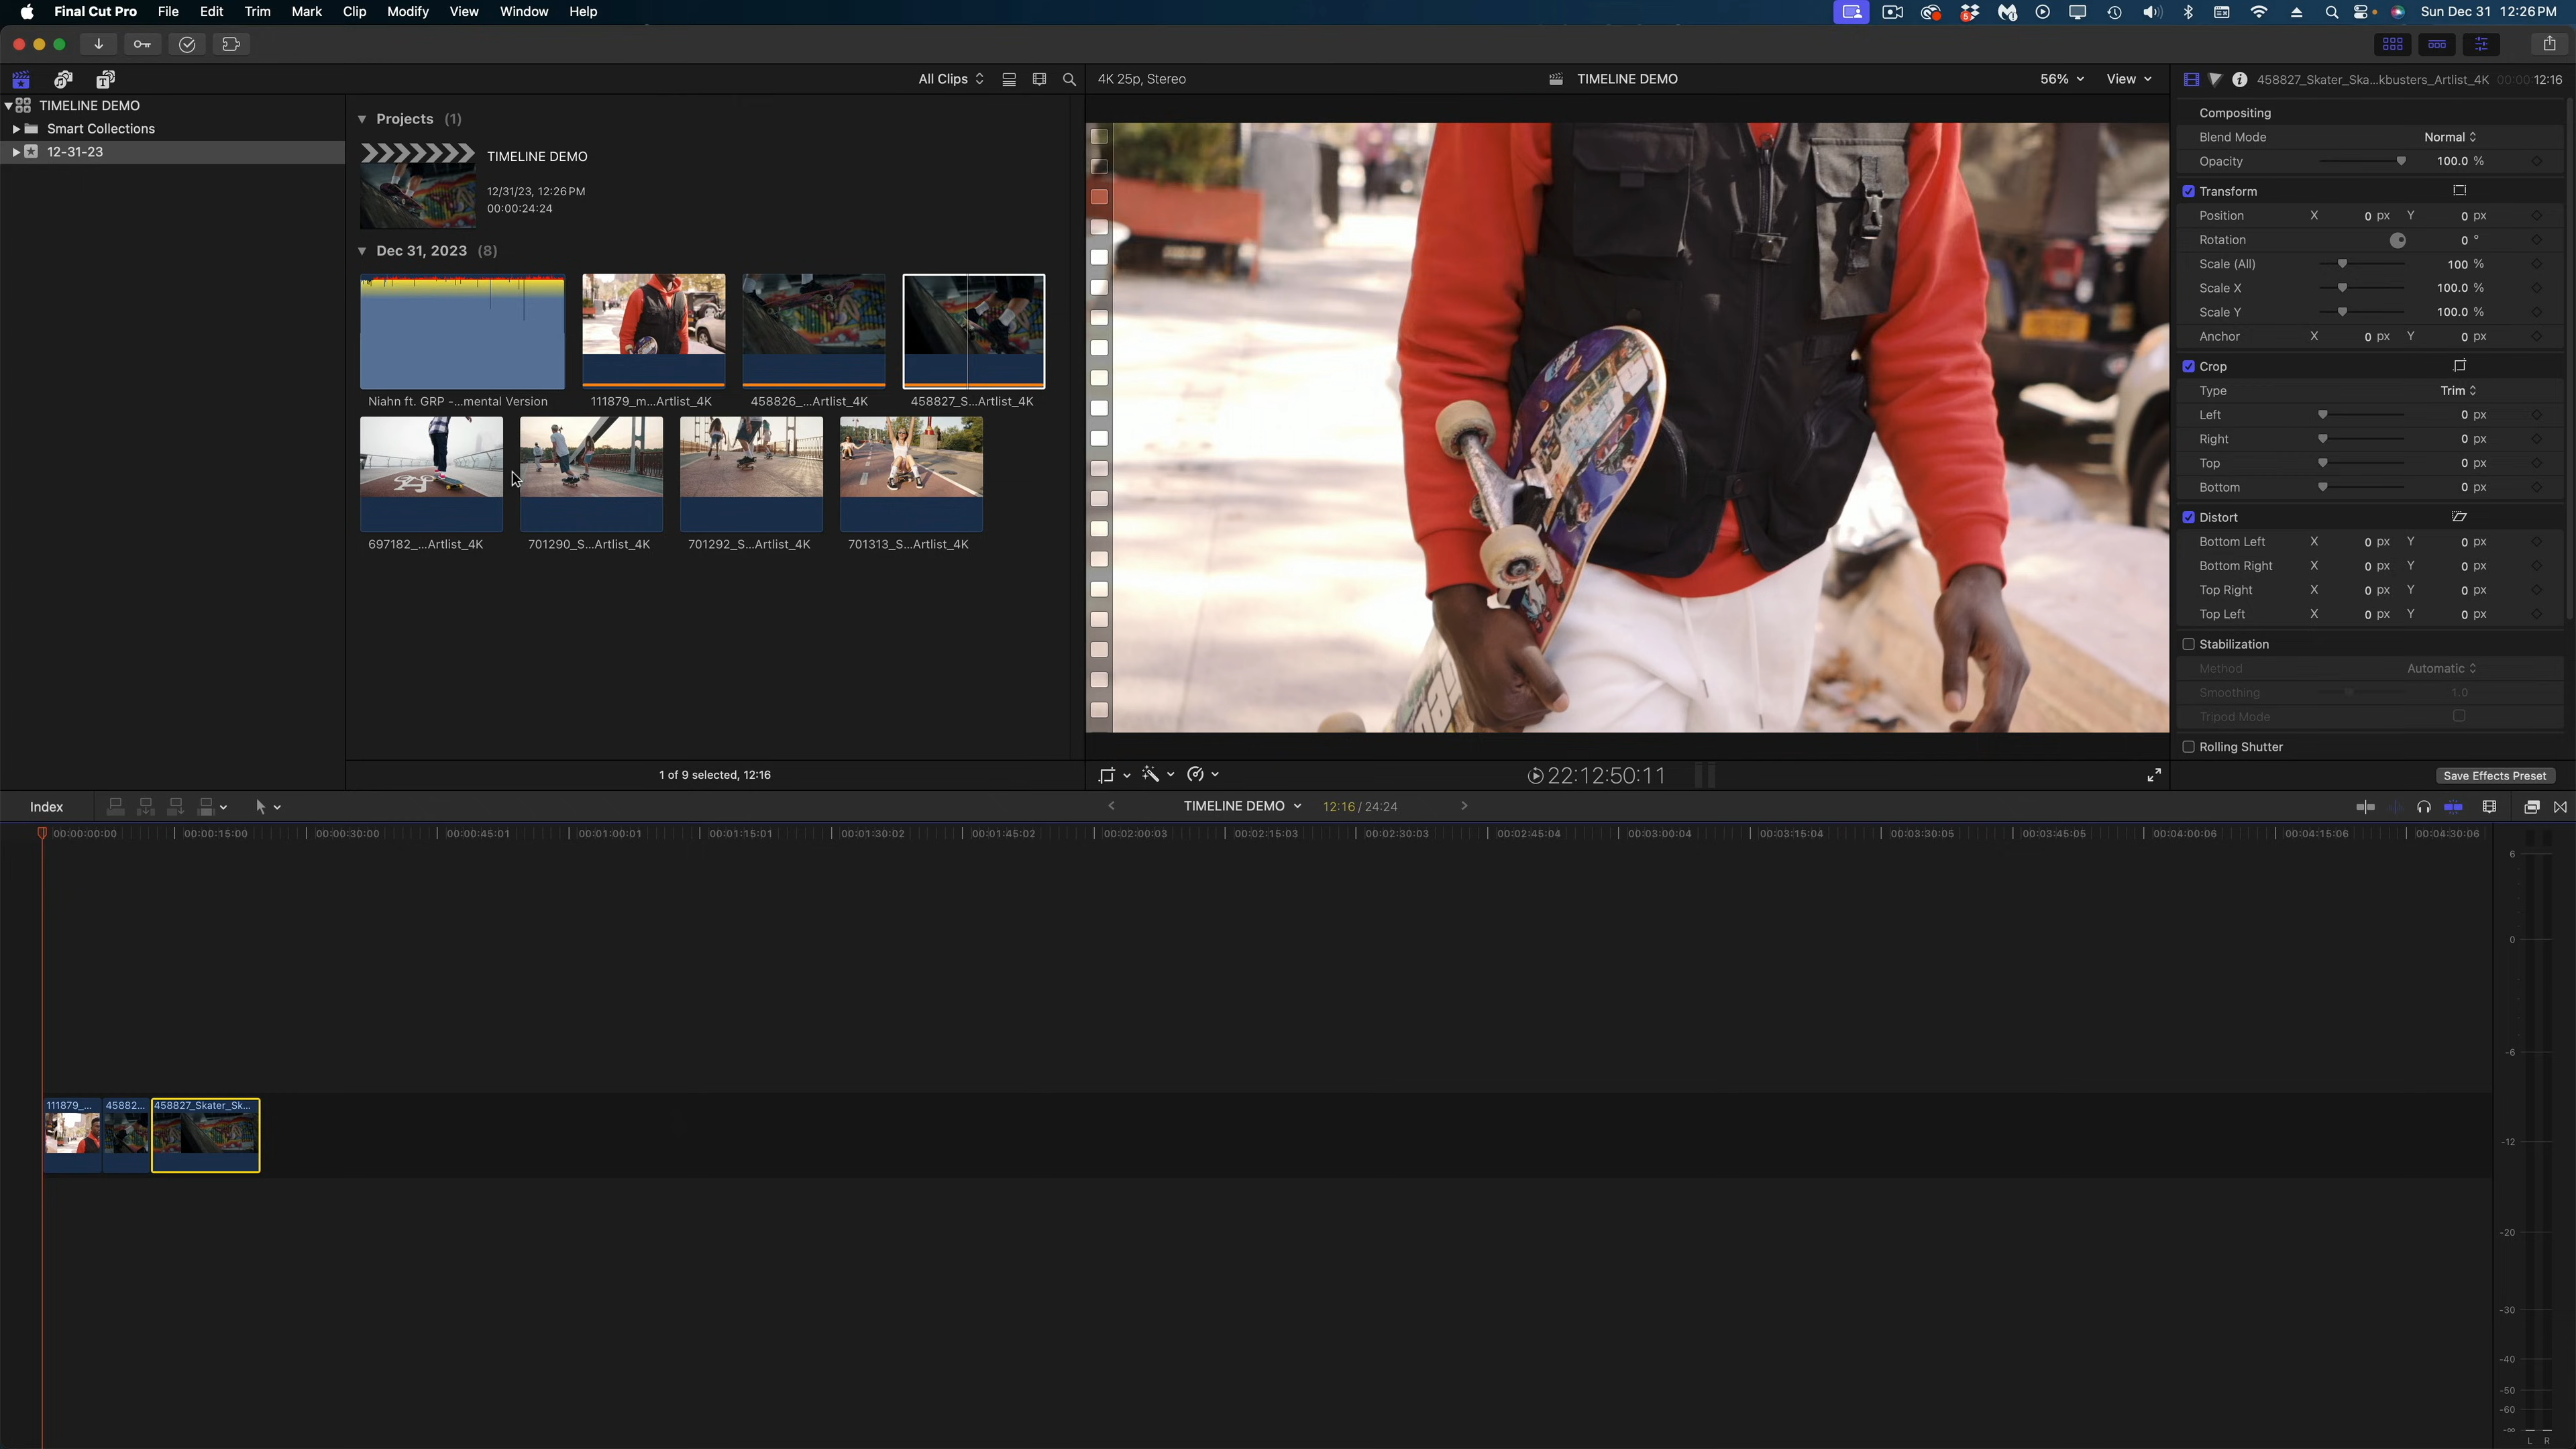 Final Cut Pro File Edit Trim Mark Clip Modify View Window Help
Sun Dec 31 12:26 PM
All Clips
4K 25p, Stereo
TIMELINE DEMO
56%
View
458827_Skater_Ska...kbusters_Artlist_4K
00:00:12:16
TIMELINE DEMO
Smart Collections
12-31-23
Projects (1)
TIMELINE DEMO
12/31/23, 12:26 PM
00:00:24:24
Dec 31, 2023 (8)
Niahn ft. GRP -...mental Version
111879_m...Artlist_4K
458826_...Artlist_4K
458827_S...Artlist_4K
697182_...Artlist_4K
701290_S...Artlist_4K
701292_S...Artlist_4K
701313_S...Artlist_4K
1 of 9 selected, 12:16
22:12:50:11
Compositing
Blend Mode Normal
Opacity 100.0 %
Transform
Position X 0 px Y 0 px
Rotation 0 °
Scale (All) 100 %
Scale X 100.0 %
Scale Y 100.0 %
Anchor X 0 px Y 0 px
Crop
Type Trim
Left 0 px
Right 0 px
Top 0 px
Bottom 0 px
Distort
Bottom Left X 0 px Y 0 px
Bottom Right X 0 px Y 0 px
Top Right X 0 px Y 0 px
Top Left X 0 px Y 0 px
Stabilization
Method Automatic
Smoothing 1.0
Tripod Mode
Rolling Shutter
Save Effects Preset
Index
TIMELINE DEMO
12:16 / 24:24
00:00:00:00 00:00:15:00 00:00:30:00 00:00:45:01 00:01:00:01 00:01:15:01 00:01:30:02 00:01:45:02 00:02:00:03 00:02:15:03 00:02:30:03 00:02:45:04 00:03:00:04 00:03:15:04 00:03:30:05 00:03:45:05 00:04:00:06 00:04:15:06 00:04:30:06
111879_...
45882...
458827_Skater_Sk...
6
0
-6
-12
-20
-30
-40
-50
-60
-∞
L R